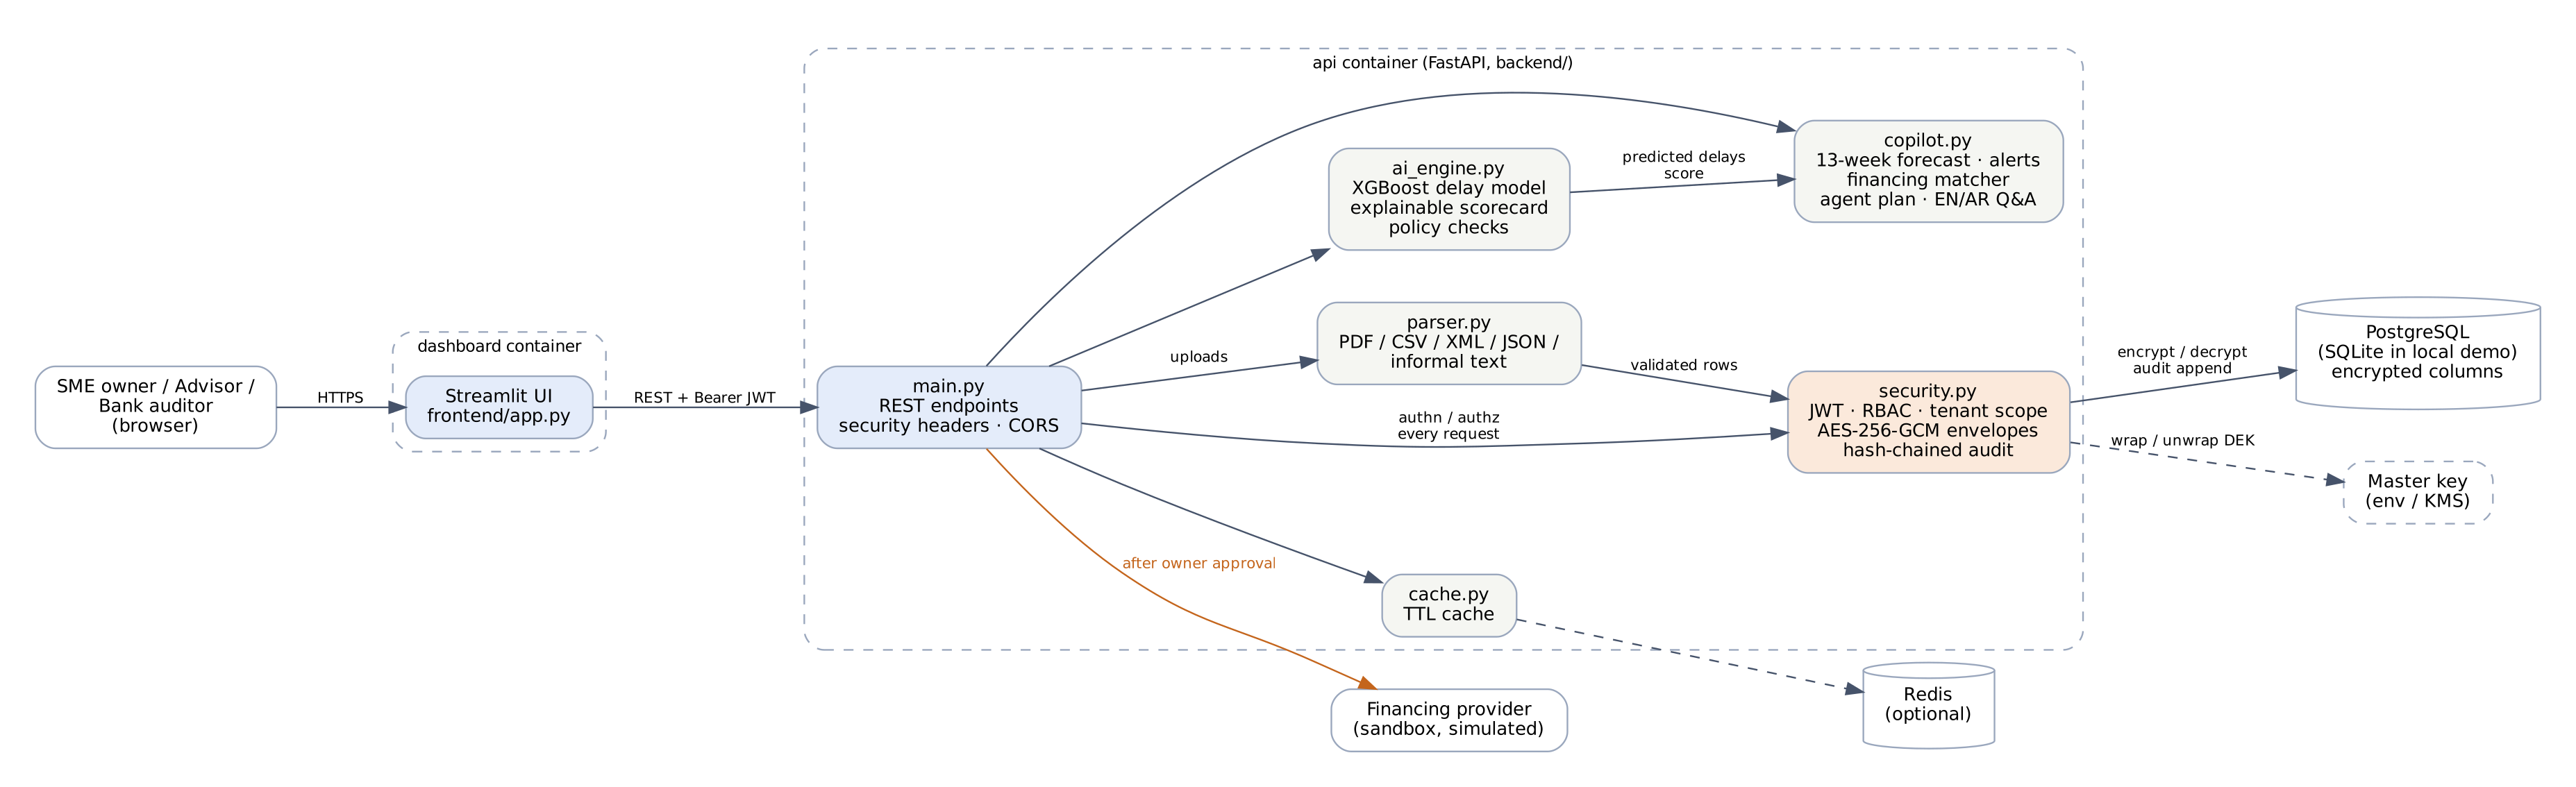 api container (FastAPI, backend/)
SME owner / Advisor /
Bank auditor
(browser)
HTTPS
dashboard container
Streamlit UI
frontend/app.py
REST + Bearer JWT
main.py
REST endpoints
security headers · CORS
ai_engine.py
XGBoost delay model
explainable scorecard
policy checks
predicted delays
score
copilot.py
13-week forecast · alerts
financing matcher
agent plan · EN/AR Q&A
uploads
parser.py
PDF / CSV / XML / JSON /
informal text
validated rows
authn / authz
every request
security.py
JWT · RBAC · tenant scope
AES-256-GCM envelopes
hash-chained audit
encrypt / decrypt
audit append
PostgreSQL
(SQLite in local demo)
encrypted columns
wrap / unwrap DEK
Master key
(env / KMS)
after owner approval
cache.py
TTL cache
Financing provider
(sandbox, simulated)
Redis
(optional)